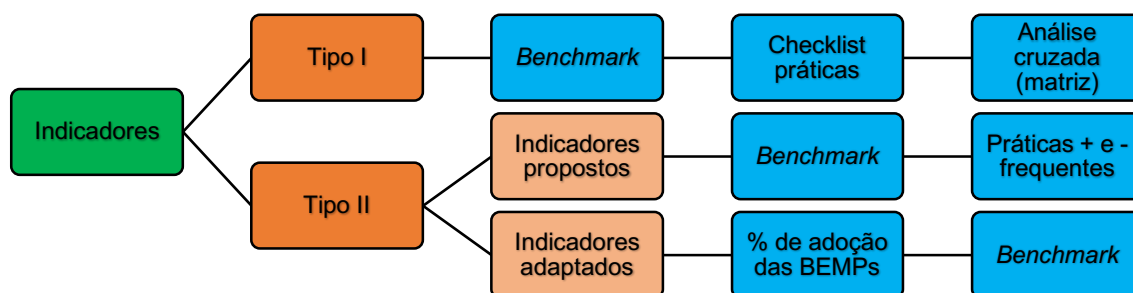 Indicadores
Tipo I
Benchmark
Checklist
práticas
Análise
cruzada
(matriz)
Tipo II
Indicadores
propostos
Benchmark
Práticas + e -
frequentes
Indicadores
adaptados
% de adoção
das BEMPs
Benchmark